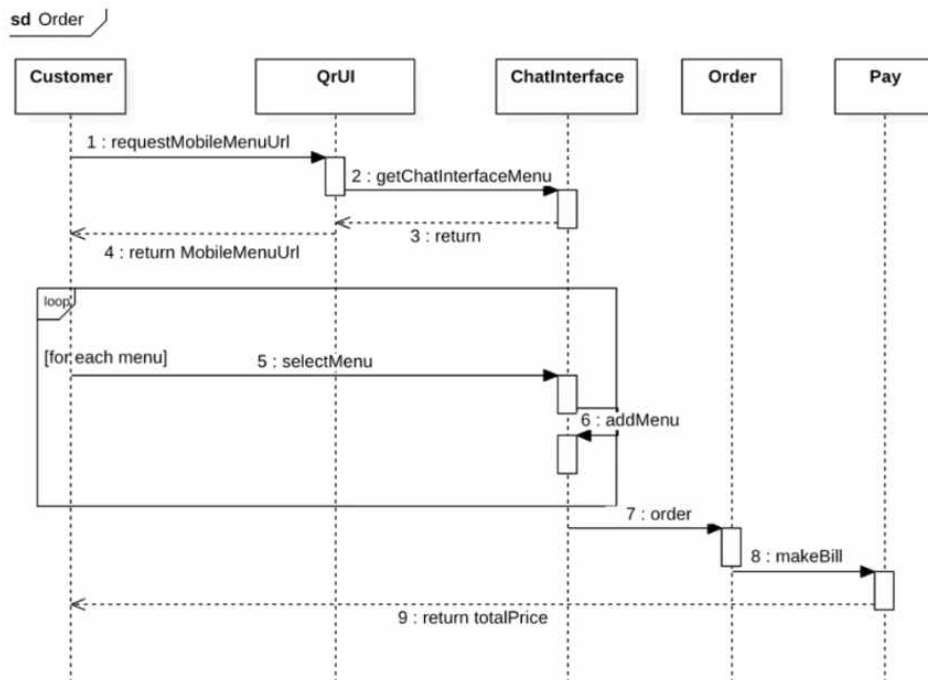 sd Order
Customer
QrUI
ChatInterface
Order
Pay
1 : requestMobileMenuUrl
2 : getChatInterfaceMenu
3 : return
4 : return MobileMenuUrl
loop
[for each menu]
5 : selectMenu
6 : addMenu
7 : order
8 : makeBill
9 : return totalPrice